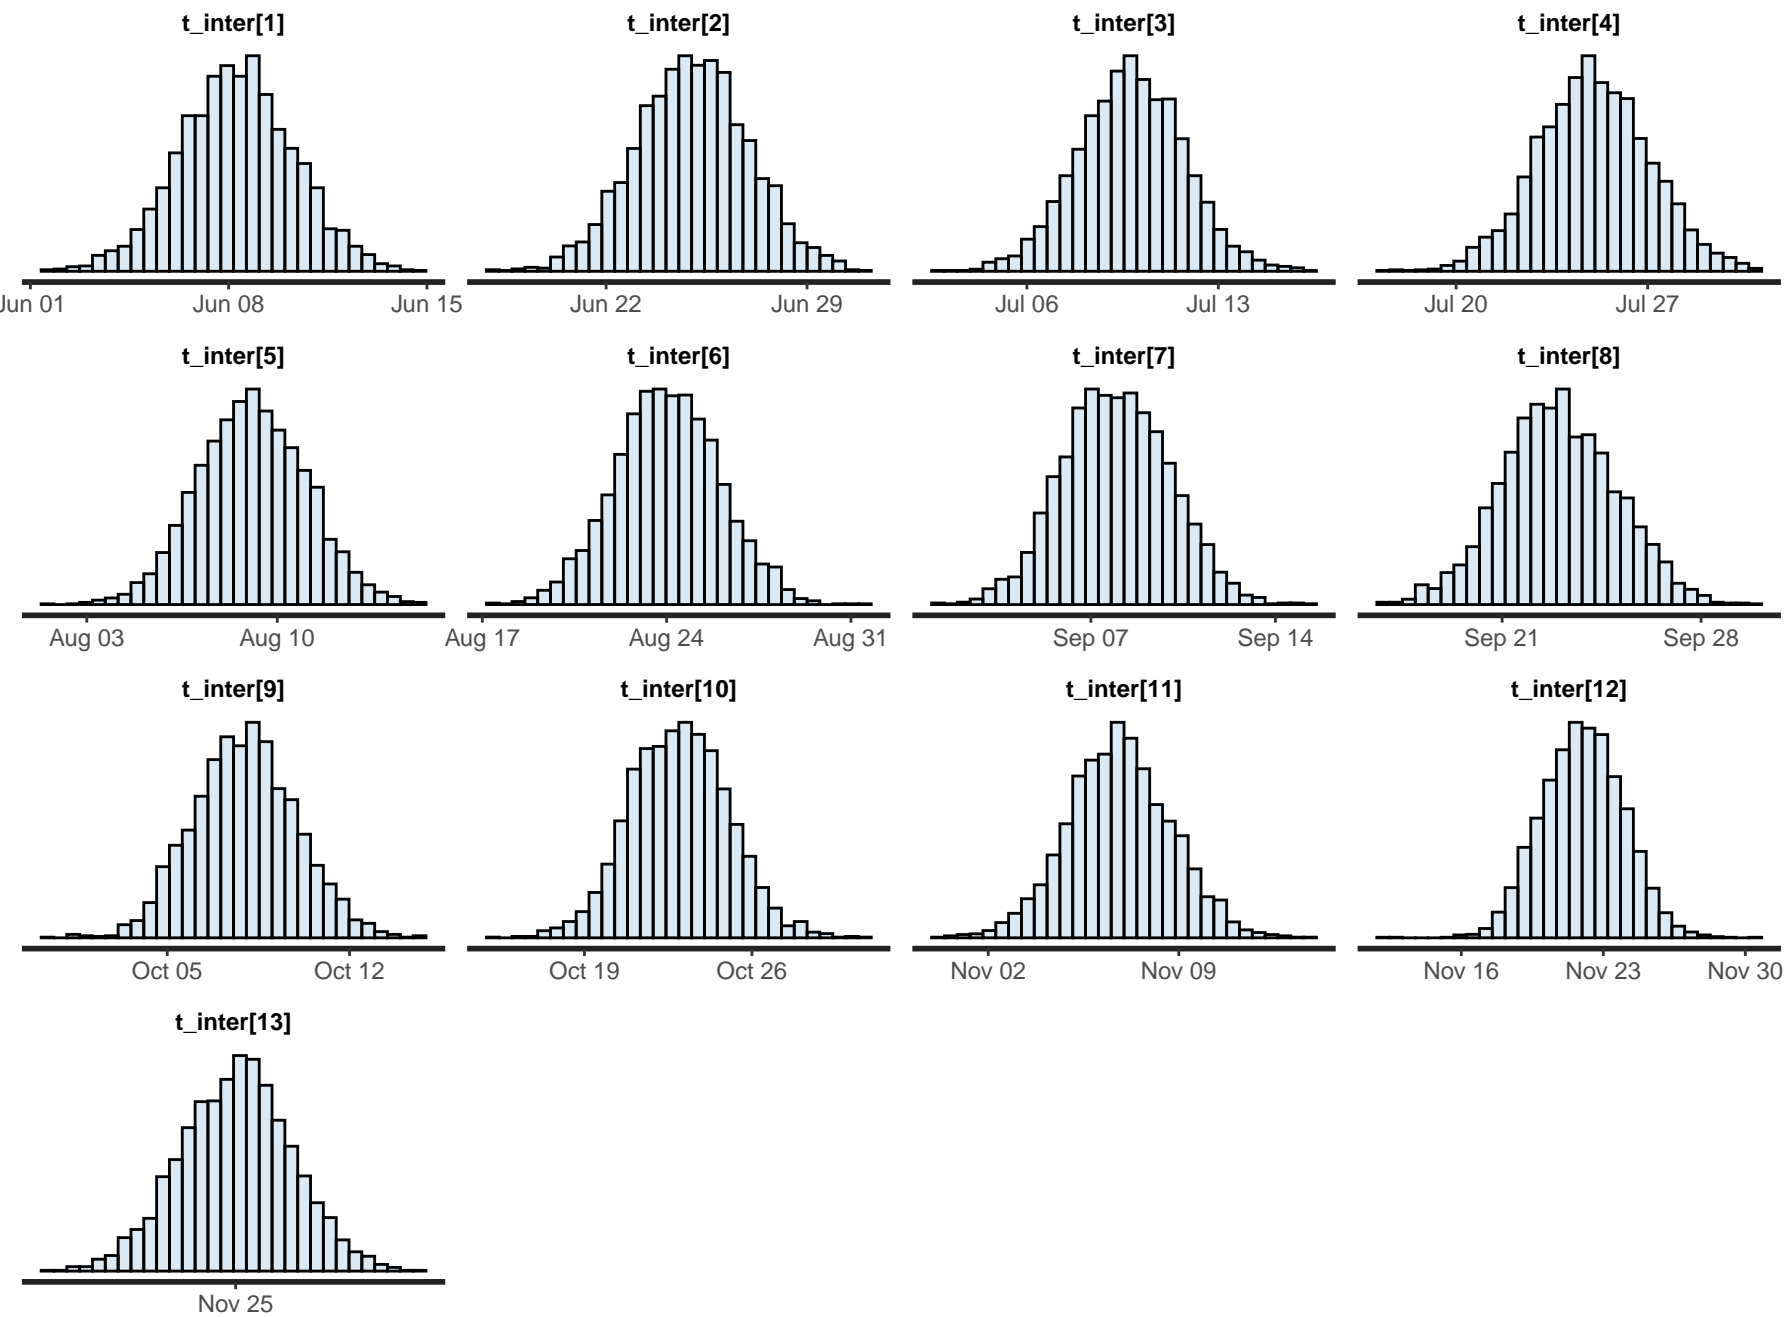 t_inter[1] t_inter[2] t_inter[3] t_inter[4]
Jun 01 Jun 08 Jun 15 Jun 22 Jun 29 Jul 06 Jul 13 Jul 20 Jul 27
t_inter[5] t_inter[6] t_inter[7] t_inter[8]
Aug 03 Aug 10 Aug 17 Aug 24 Aug 31 Sep 07 Sep 14 Sep 21 Sep 28
t_inter[9] t_inter[10] t_inter[11] t_inter[12]
Oct 05 Oct 12 Oct 19 Oct 26 Nov 02 Nov 09 Nov 16 Nov 23 Nov 30
t_inter[13]
Nov 25